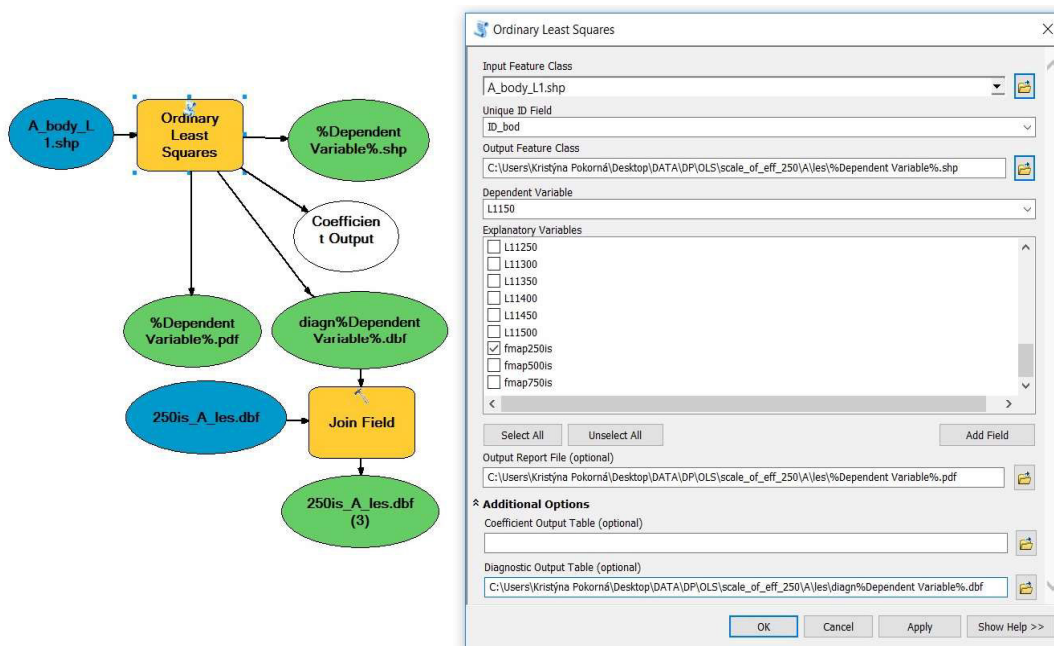 A_body_L
1.shp
Ordinary
Least
Squares
%Dependent
Variable%.shp
Coefficien
t Output
%Dependent
Variable%.pdf
diagn%Dependent
Variable%.dbf
250is_A_les.dbf
Join Field
250is_A_les.dbf
(3)
Ordinary Least Squares
Input Feature Class
A_body_L1.shp
Unique ID Field
ID_bod
Output Feature Class
C:\Users\Kristýna Pokorná\Desktop\DATA\DP\OLS\scale_of_eff_250\A\les\%Dependent Variable%.shp
Dependent Variable
L1150
Explanatory Variables
L11250
L11300
L11350
L11400
L11450
L11500
fmap250is
fmap500is
fmap750is
Select All Unselect All Add Field
Output Report File (optional)
C:\Users\Kristýna Pokorná\Desktop\DATA\DP\OLS\scale_of_eff_250\A\les\%Dependent Variable%.pdf
Additional Options
Coefficient Output Table (optional)
Diagnostic Output Table (optional)
C:\Users\Kristýna Pokorná\Desktop\DATA\DP\OLS\scale_of_eff_250\A\les\diagn%Dependent Variable%.dbf
OK Cancel Apply Show Help >>